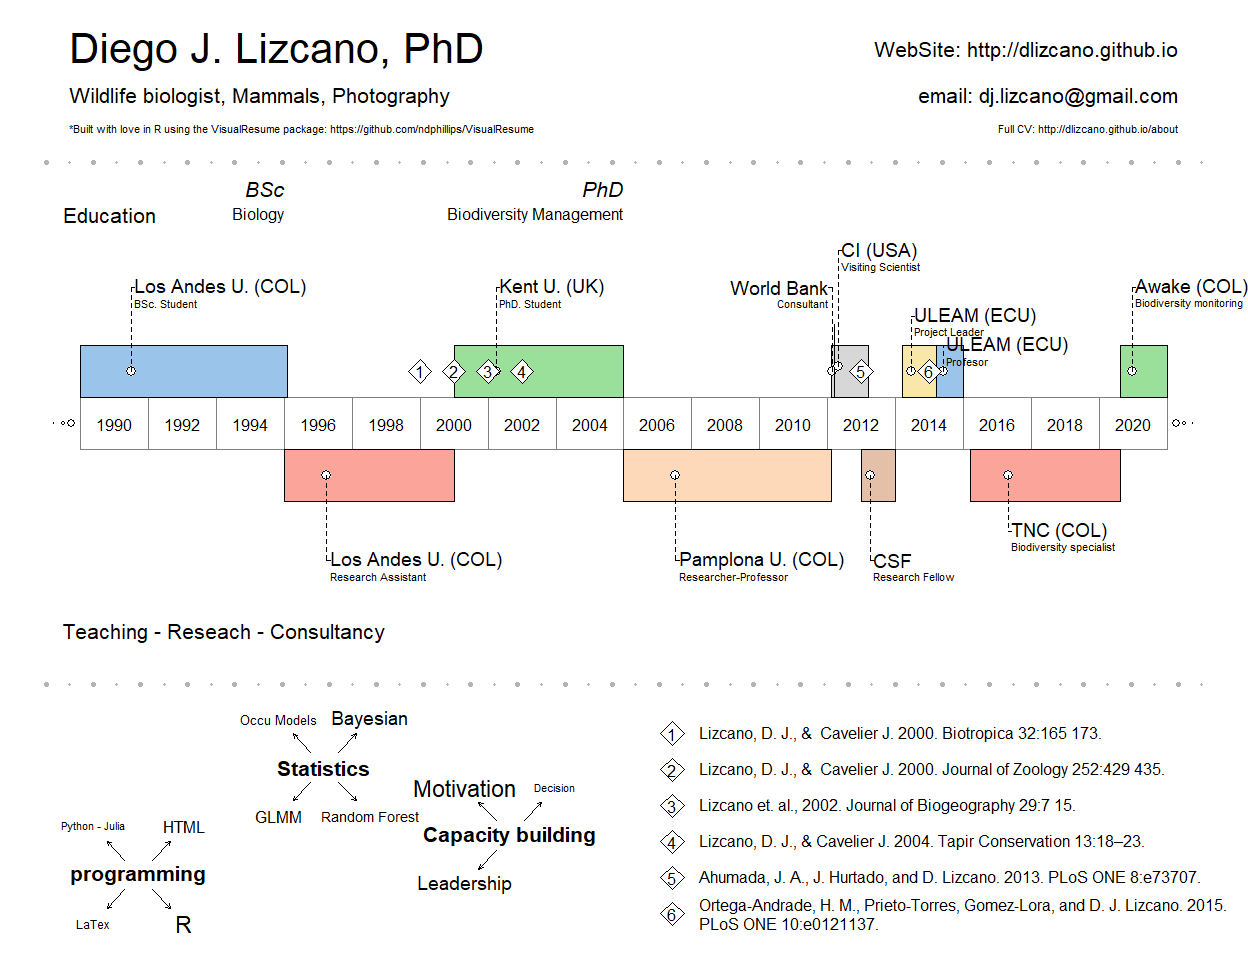 Diego J. Lizcano, PhD
WebSite: http://dlizcano.github.io
Wildlife biologist, Mammals, Photography
email: dj.lizcano@gmail.com
*Built with love in R using the VisualResume package: https://github.com/ndphillips/VisualResume
Full CV: http://dlizcano.github.io/about
BSc
PhD
Education
Biology
Biodiversity Management
CI (USA)
Visiting Scientist
Los Andes U. (COL)
BSc. Student
Kent U. (UK)
PhD. Student
World Bank
Consultant
Awake (COL)
Biodiversity monitoring
ULEAM (ECU)
Project Leader
ULEAM (ECU)
Profesor
1
2
3
4
5
6
1990 1992 1994 1996 1998 2000 2002 2004 2006 2008 2010 2012 2014 2016 2018 2020
Los Andes U. (COL)
Research Assistant
Pamplona U. (COL)
Researcher-Professor
CSF
Research Fellow
TNC (COL)
Biodiversity specialist
Teaching - Reseach - Consultancy
Occu Models
Bayesian
Statistics
GLMM
Random Forest
Motivation
Decision
Capacity building
Leadership
Python - Julia
HTML
programming
LaTex
R
1 Lizcano, D. J., &  Cavelier J. 2000. Biotropica 32:165 173.
2 Lizcano, D. J., &  Cavelier J. 2000. Journal of Zoology 252:429 435.
3 Lizcano et. al., 2002. Journal of Biogeography 29:7 15.
4 Lizcano, D. J., & Cavelier J. 2004. Tapir Conservation 13:18–23.
5 Ahumada, J. A., J. Hurtado, and D. Lizcano. 2013. PLoS ONE 8:e73707.
6 Ortega-Andrade, H. M., Prieto-Torres, Gomez-Lora, and D. J. Lizcano. 2015.
PLoS ONE 10:e0121137.